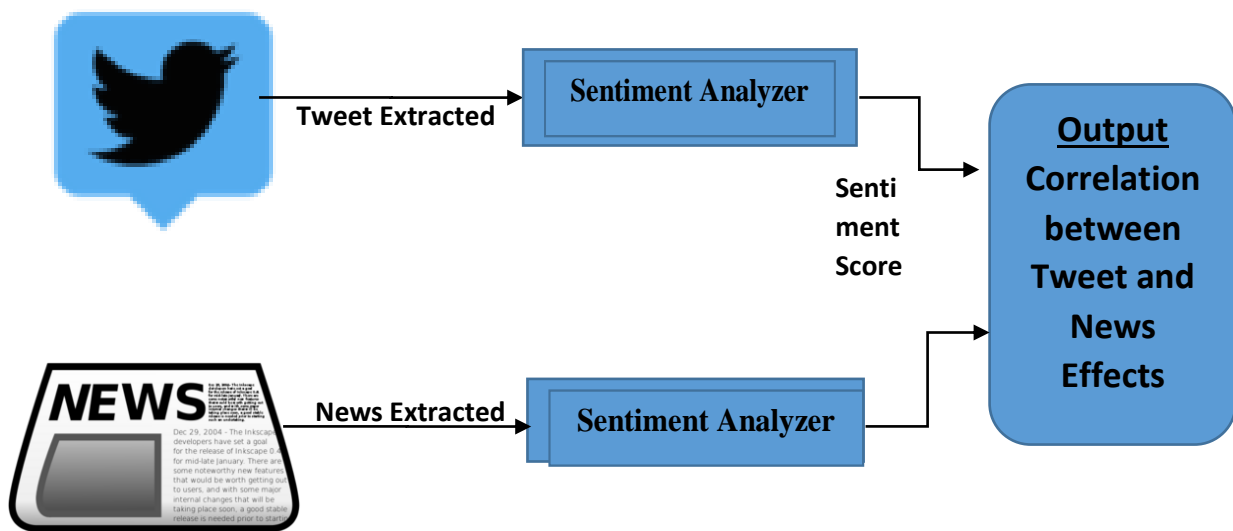 Tweet Extracted
Sentiment Analyzer
Senti
ment
Score
Output
Correlation
between
Tweet and
News
Effects
NEWS
Dec 29, 2004 - The Inkscape
developers have set a goal
for the release of Inkscape 0.4
for mid-late January. There are
some noteworthy new features
that would be worth getting out
to users, and with some major
internal changes that will be
taking place soon, a good stable
release is needed prior to starti
News Extracted
Sentiment Analyzer